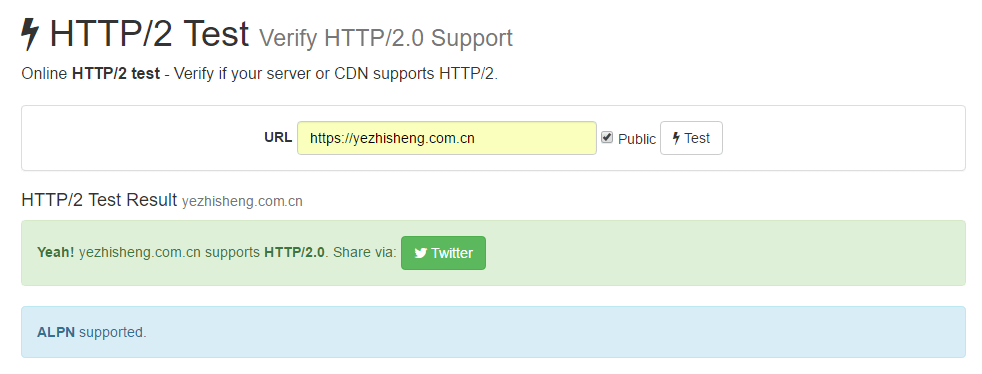 HTTP/2 Test Verify HTTP/2.0 Support
Online HTTP/2 test - Verify if your server or CDN supports HTTP/2.
URL https://yezhisheng.com.cn Public Test
HTTP/2 Test Result yezhisheng.com.cn
Yeah! yezhisheng.com.cn supports HTTP/2.0. Share via: Twitter
ALPN supported.